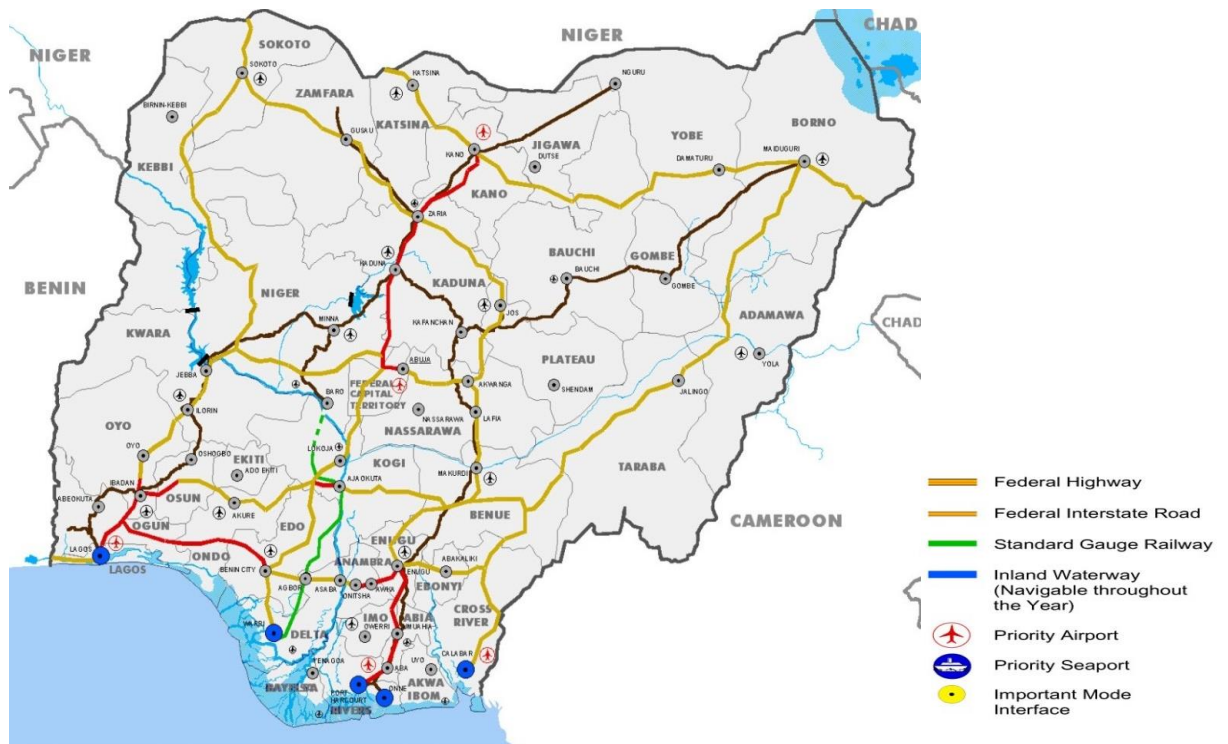 CHAD
NIGER
NIGER
SOKOTO
SOKOTO
KATSINA
NGURU
ZAMFARA
BIRNIN-KEBBI
KATSINA
GUSAU
KANO
JIGAWA
DUTSE
YOBE
BORNO
MAIDUGURI
DAMATURU
KEBBI
KANO
ZARIA
KADUNA
BAUCHI
BAUCHI
GOMBE
GOMBE
KADUNA
BENIN
NIGER
MINNA
JOS
KAFANCHAN
ADAMAWA
CHAD
KWARA
YOLA
JEBBA
ABUJA
PLATEAU
AKWANGA
SHENDAM
JALINGO
FEDERAL
CAPITAL
TERRITORY
BARO
ILORIN
NASSARAWA
LAFIA
OYO
NASSARAWA
OYO
OSHOGBO
EKITI
ADO EKITI
LOKOJA
KOGI
MAKURDI
TARABA
IBADAN
AJAOKUTA
ABEOKUTA
OSUN
AKURE
BENUE
CAMEROON
OGUN
EDO
LAGOS
ONDO
ENUGU
LAGOS
BENIN CITY
ANAMBRA
ENUGU
ABAKALIKI
EBONYI
AGBOR
ASABA
ONITSHA
AWKA
CROSS
RIVER
IMO
OWERRI
ABIA
UMUAHIA
WARRI
DELTA
CALABAR
YENAGOA
ABA
UYO
BAYELSA
PORT
HARCOURT
ONNE
AKWA
IBOM
RIVERS
Federal Highway
Federal Interstate Road
Standard Gauge Railway
Inland Waterway
(Navigable throughout
the Year)
Priority Airport
Priority Seaport
Important Mode
Interface